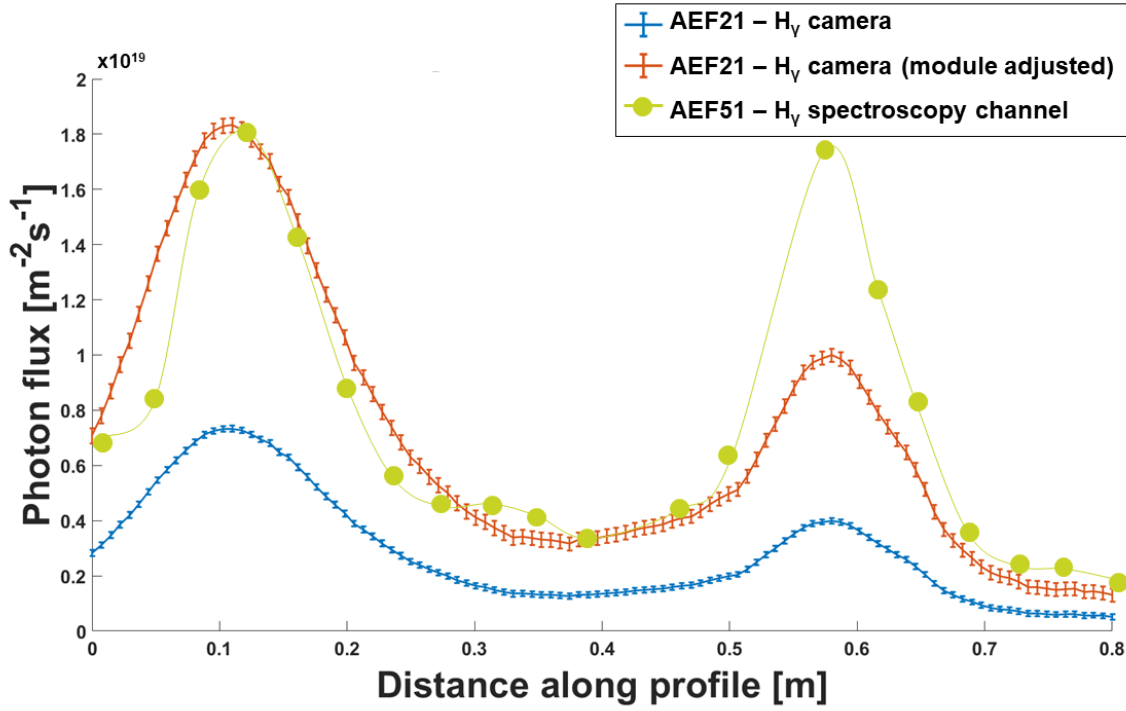 AEF21 – Hγ camera
AEF21 – Hγ camera (module adjusted)
AEF51 – Hγ spectroscopy channel
x10¹⁹
2
1.8
1.6
1.4
1.2
1
0.8
0.6
0.4
0.2
0
Photon flux [m⁻²s⁻¹]
0 0.1 0.2 0.3 0.4 0.5 0.6 0.7 0.8
Distance along profile [m]